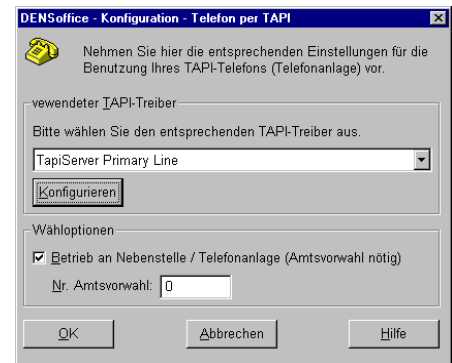 DENSoffice - Konfiguration - Telefon per TAPI
Nehmen Sie hier die entsprechenden Einstellungen für die
Benutzung Ihres TAPI-Telefons (Telefonanlage) vor.
vewendeter TAPI-Treiber
Bitte wählen Sie den entsprechenden TAPI-Treiber aus.
TapiServer Primary Line
Konfigurieren
Wähloptionen
Betrieb an Nebenstelle / Telefonanlage (Amtsvorwahl nötig)
Nr. Amtsvorwahl: 0
OK Abbrechen Hilfe